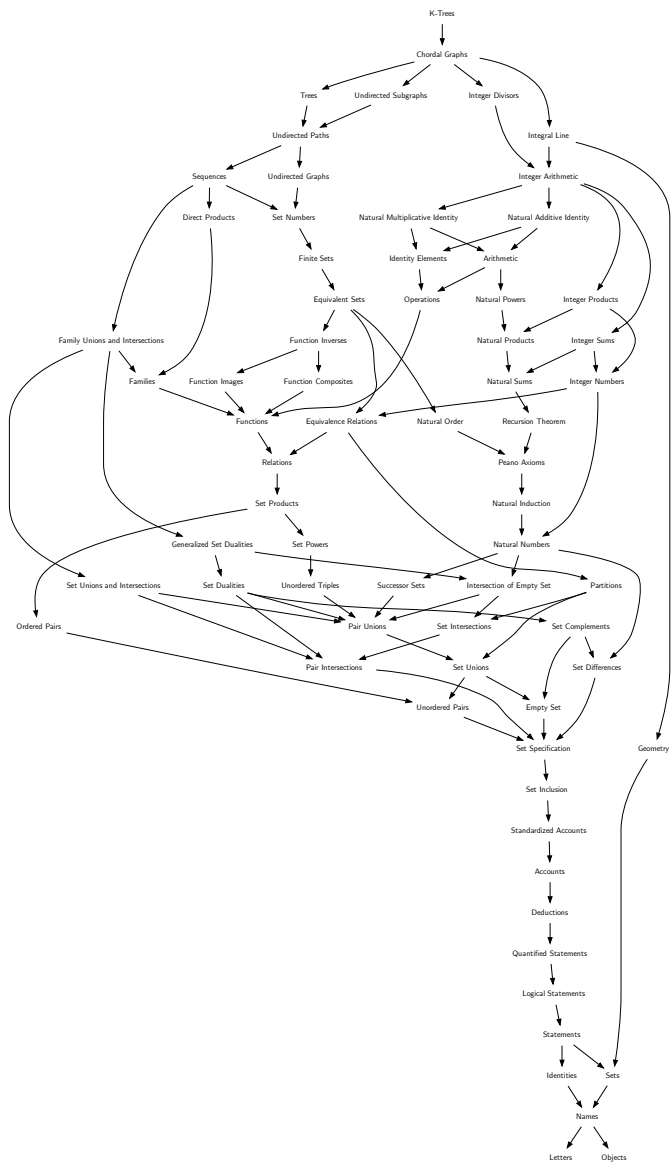 K-Trees
Chordal Graphs
Trees
Undirected Subgraphs
Integer Divisors
Undirected Paths
Integral Line
Sequences
Undirected Graphs
Integer Arithmetic
Direct Products
Set Numbers
Natural Multiplicative Identity
Natural Additive Identity
Finite Sets
Identity Elements
Arithmetic
Equivalent Sets
Operations
Natural Powers
Integer Products
Family Unions and Intersections
Function Inverses
Natural Products
Integer Sums
Families
Function Images
Function Composites
Natural Sums
Integer Numbers
Functions
Equivalence Relations
Natural Order
Recursion Theorem
Relations
Peano Axioms
Set Products
Natural Induction
Generalized Set Dualities
Set Powers
Natural Numbers
Set Unions and Intersections
Set Dualities
Unordered Triples
Successor Sets
Intersection of Empty Set
Partitions
Ordered Pairs
Pair Unions
Set Intersections
Set Complements
Pair Intersections
Set Unions
Set Differences
Unordered Pairs
Empty Set
Set Specification
Geometry
Set Inclusion
Standardized Accounts
Accounts
Deductions
Quantified Statements
Logical Statements
Statements
Identities
Sets
Names
Letters
Objects